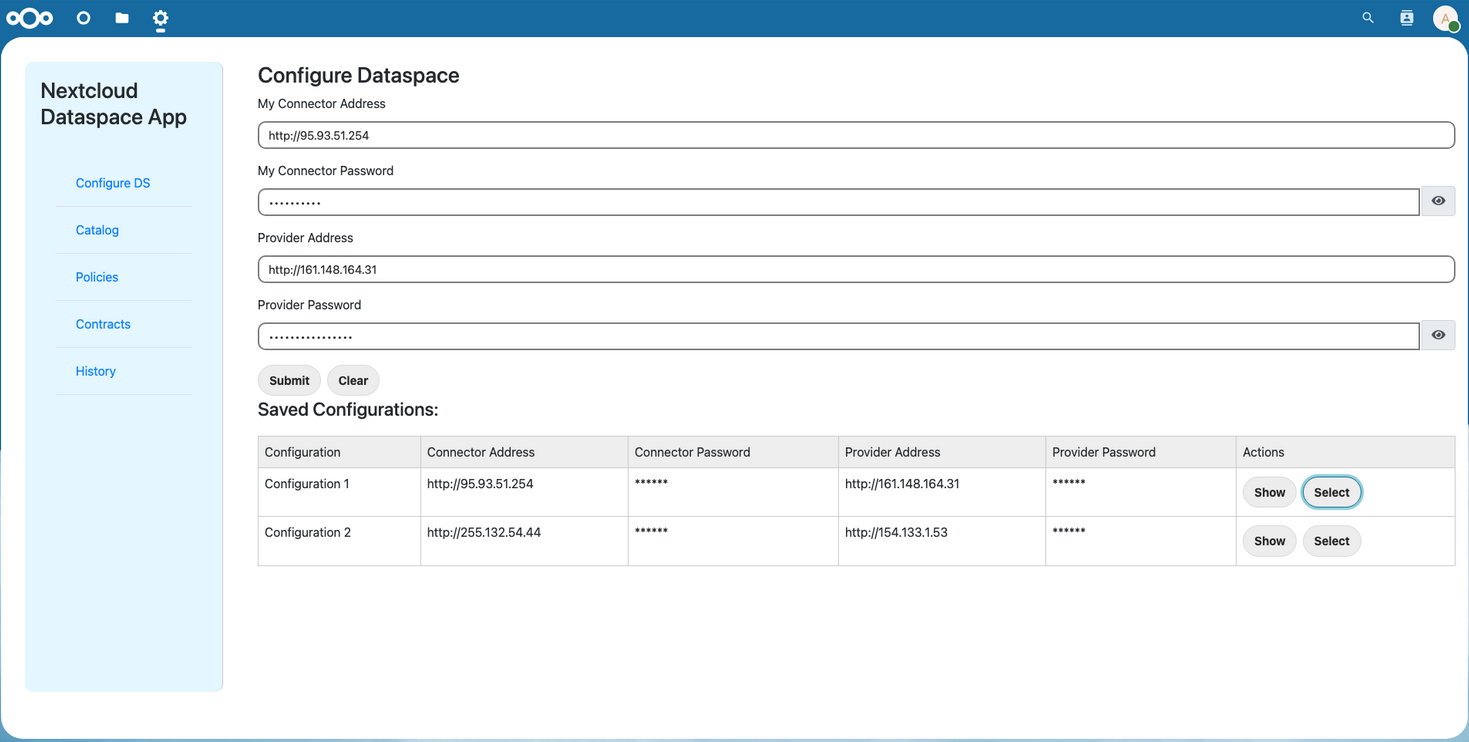 A
Nextcloud
Dataspace App
Configure DS
Catalog
Policies
Contracts
History
Configure Dataspace
My Connector Address
http://95.93.51.254
My Connector Password
••••••••••
Provider Address
http://161.148.164.31
Provider Password
••••••••••••••••
Submit Clear
Saved Configurations:
Configuration Connector Address Connector Password Provider Address Provider Password Actions
Configuration 1 http://95.93.51.254 ****** http://161.148.164.31 ****** Show Select
Configuration 2 http://255.132.54.44 ****** http://154.133.1.53 ****** Show Select